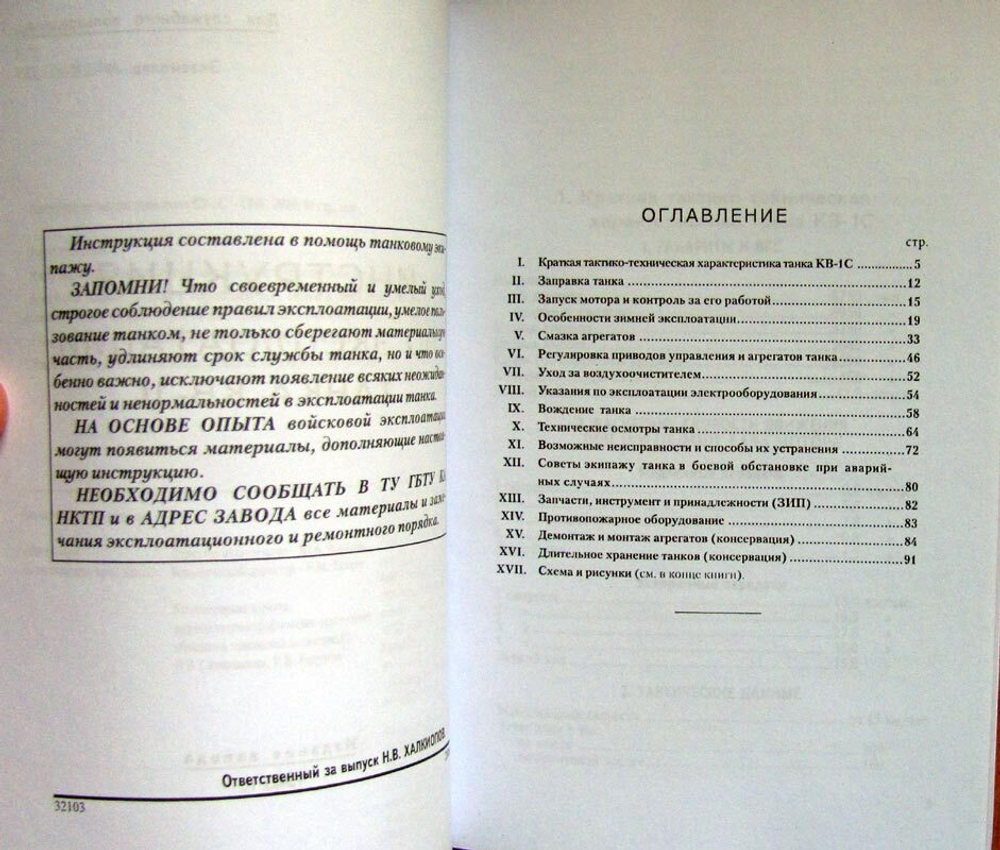 Инструкция составлена в помощь танковому эки-
пажу.
ЗАПОМНИ! Что своевременный и умелый уход,
строгое соблюдение правил эксплоатации, умелое поль-
зование танком, не только сберегают материальную
часть, удлиняют срок службы танка, но и что осо-
бенно важно, исключают появление всяких неожидан-
ностей и ненормальностей в эксплоатации танка.
НА ОСНОВЕ ОПЫТА войсковой эксплоатации
могут появиться материалы, дополняющие настоя-
щую инструкцию.
НЕОБХОДИМО СООБЩАТЬ В ТУ ГБТУ КА
НКТП и в АДРЕС ЗАВОДА все материалы и заме-
чания эксплоатационного и ремонтного порядка.
Ответственный за выпуск Н.В. ХАЛКИОПОВ
32103
ОГЛАВЛЕНИЕ
стр.
I. Краткая тактико-техническая характеристика танка КВ-1С ............5
II. Заправка танка ............12
III. Запуск мотора и контроль за его работой............15
IV. Особенности зимней эксплоатации............19
V. Смазка агрегатов ............33
VI. Регулировка приводов управления и агрегатов танка............46
VII. Уход за воздухоочистителем............52
VIII. Указания по эксплоатации электрооборудования............54
IX. Вождение танка ............58
X. Технические осмотры танка ............64
XI. Возможные неисправности и способы их устранения ............72
XII. Советы экипажу танка в боевой обстановке при аварий-
ных случаях............80
XIII. Запчасти, инструмент и принадлежности (ЗИП) ............82
XIV. Противопожарное оборудование ............83
XV. Демонтаж и монтаж агрегатов (консервация) ............84
XVI. Длительное хранение танков (консервация) ............91
XVII. Схема и рисунки (см. в конце книги).